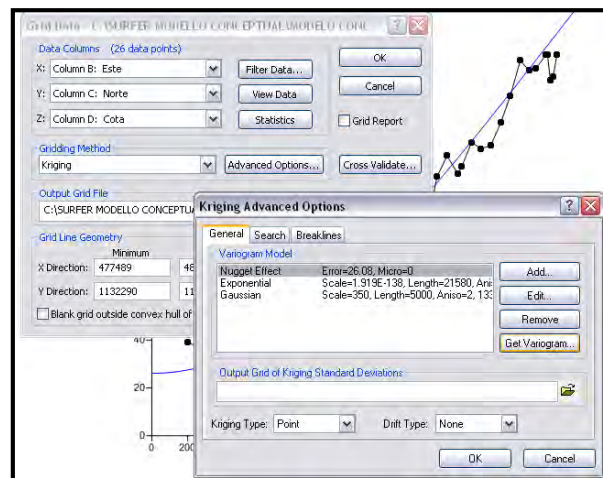 Grid Data - C:\SURFER MODELLO CONCEPTUAL\MODELO CONC
Data Columns (26 data points)
X: Column B: Este
Filter Data...
OK
Y: Column C: Norte
View Data
Cancel
Z: Column D: Cota
Statistics
Grid Report
Gridding Method
Kriging
Advanced Options...
Cross Validate...
Output Grid File
C:\SURFER MODELLO CONCEPTUAL
Grid Line Geometry
Minimum
X Direction: 477489 48
Y Direction: 1132290 11
Blank grid outside convex hull of
Kriging Advanced Options
General Search Breaklines
Variogram Model
Nugget Effect Error=26.08, Micro=0
Exponential Scale=1.919E-138, Length=21580, Anis
Gaussian Scale=350, Length=5000, Aniso=2, 133
Add...
Edit...
Remove
Get Variogram...
Output Grid of Kriging Standard Deviations
Kriging Type: Point
Drift Type: None
OK Cancel
40
20
0
0 200